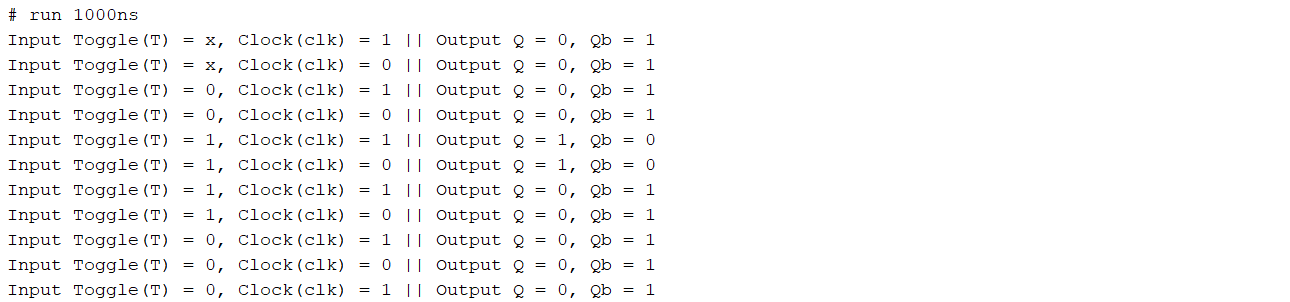 # run 1000ns
Input Toggle(T) = x, Clock(clk) = 1 || Output Q = 0, Qb = 1
Input Toggle(T) = x, Clock(clk) = 0 || Output Q = 0, Qb = 1
Input Toggle(T) = 0, Clock(clk) = 1 || Output Q = 0, Qb = 1
Input Toggle(T) = 0, Clock(clk) = 0 || Output Q = 0, Qb = 1
Input Toggle(T) = 1, Clock(clk) = 1 || Output Q = 1, Qb = 0
Input Toggle(T) = 1, Clock(clk) = 0 || Output Q = 1, Qb = 0
Input Toggle(T) = 1, Clock(clk) = 1 || Output Q = 0, Qb = 1
Input Toggle(T) = 1, Clock(clk) = 0 || Output Q = 0, Qb = 1
Input Toggle(T) = 0, Clock(clk) = 1 || Output Q = 0, Qb = 1
Input Toggle(T) = 0, Clock(clk) = 0 || Output Q = 0, Qb = 1
Input Toggle(T) = 0, Clock(clk) = 1 || Output Q = 0, Qb = 1